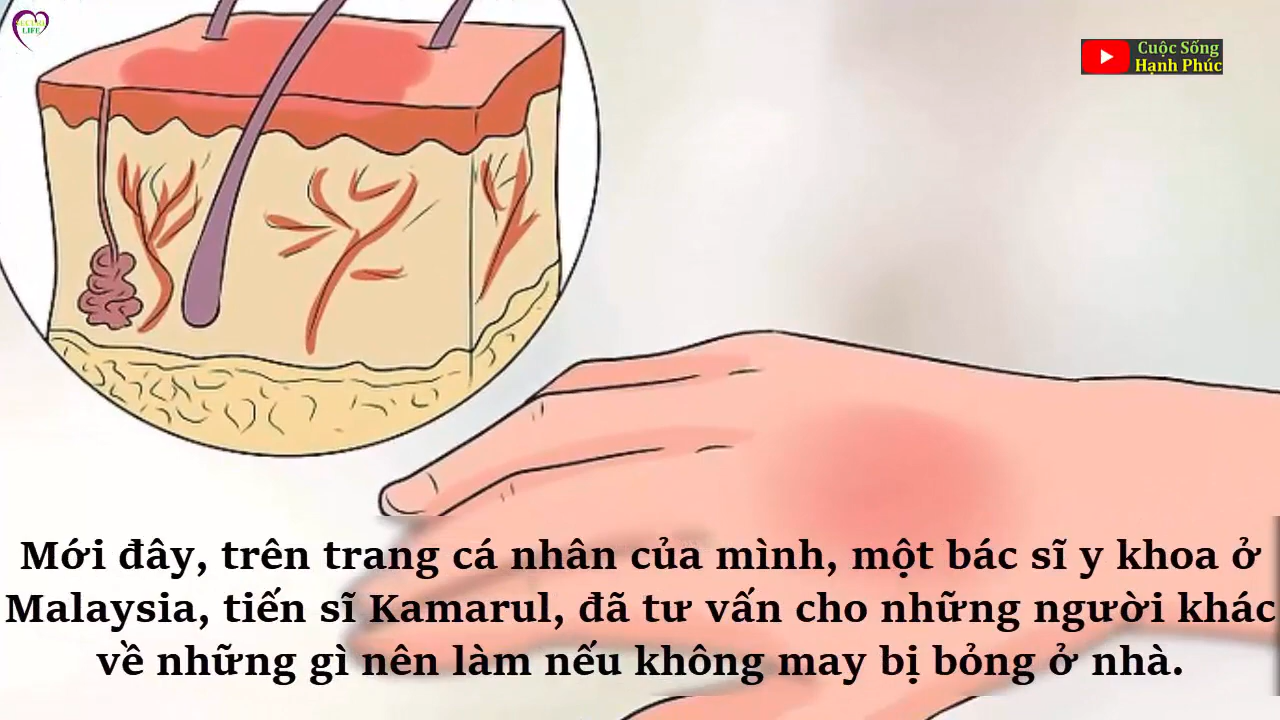 LIFE
Cuộc Sống
Hạnh Phúc
Mới đây, trên trang cá nhân của mình, một bác sĩ y khoa ở
Malaysia, tiến sĩ Kamarul, đã tư vấn cho những người khác
về những gì nên làm nếu không may bị bỏng ở nhà.